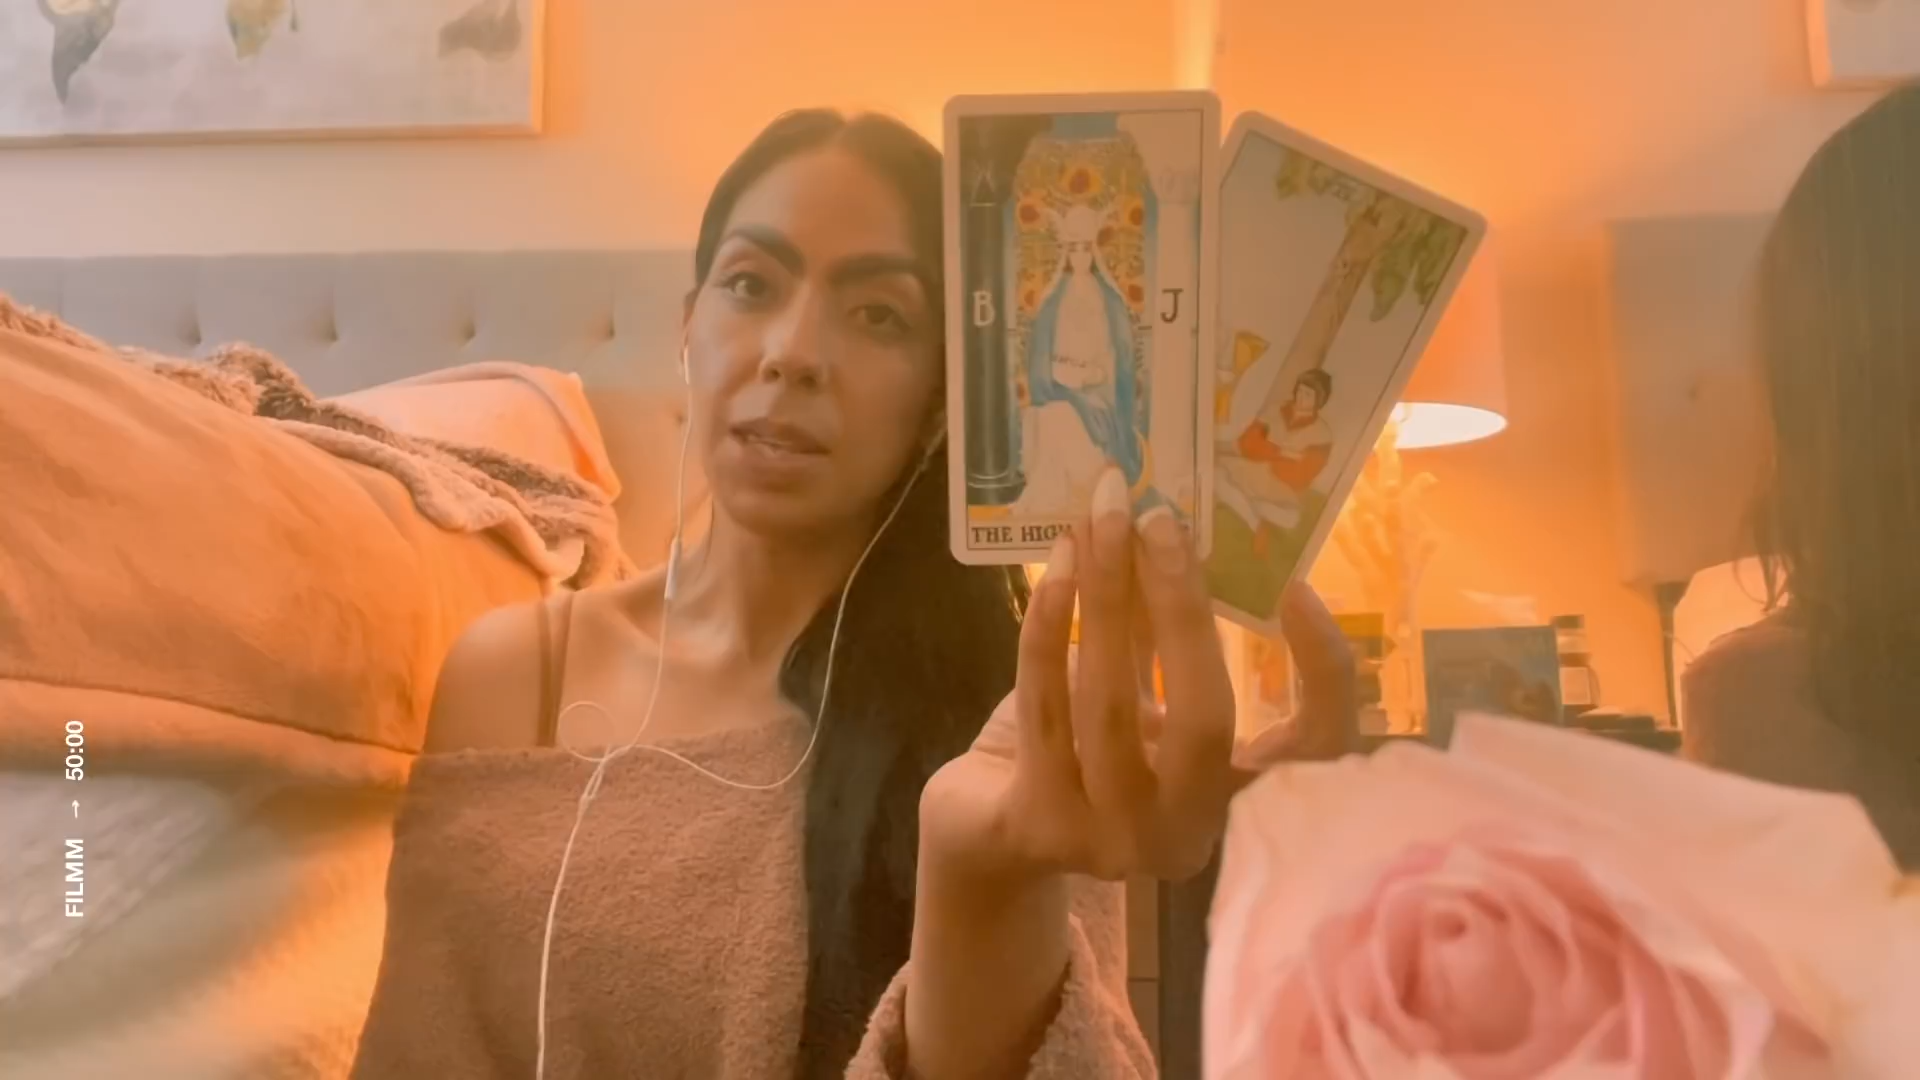 B
J
THE HIGH
FILMM → 50:00